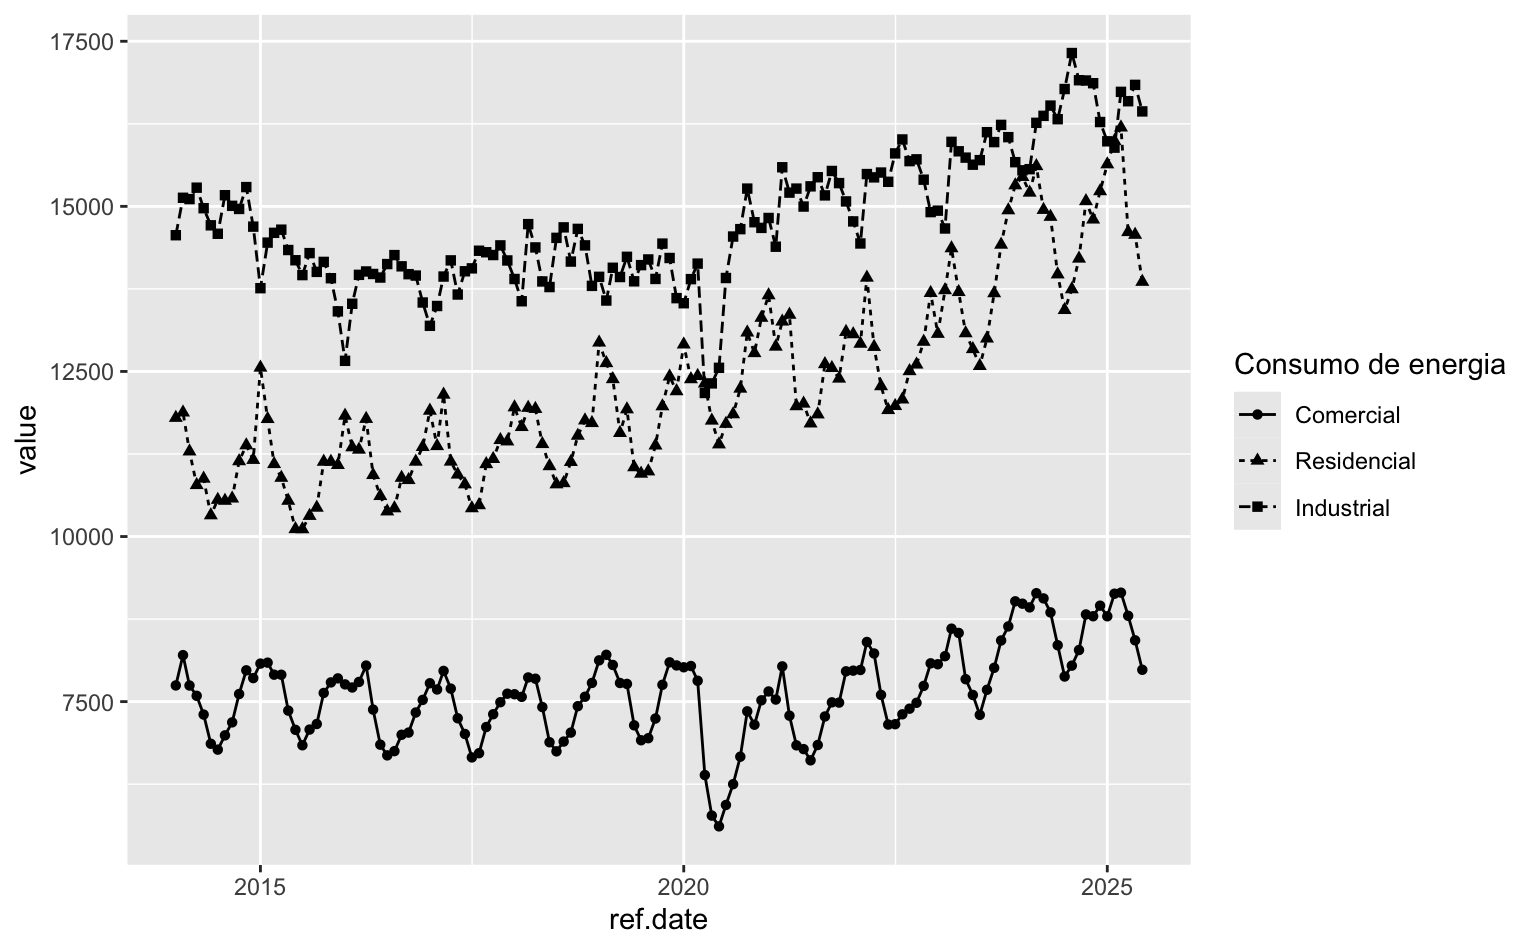 17500
15000
12500
10000
7500
value
2015
2020
2025
ref.date
Consumo de energia
Comercial
Residencial
Industrial